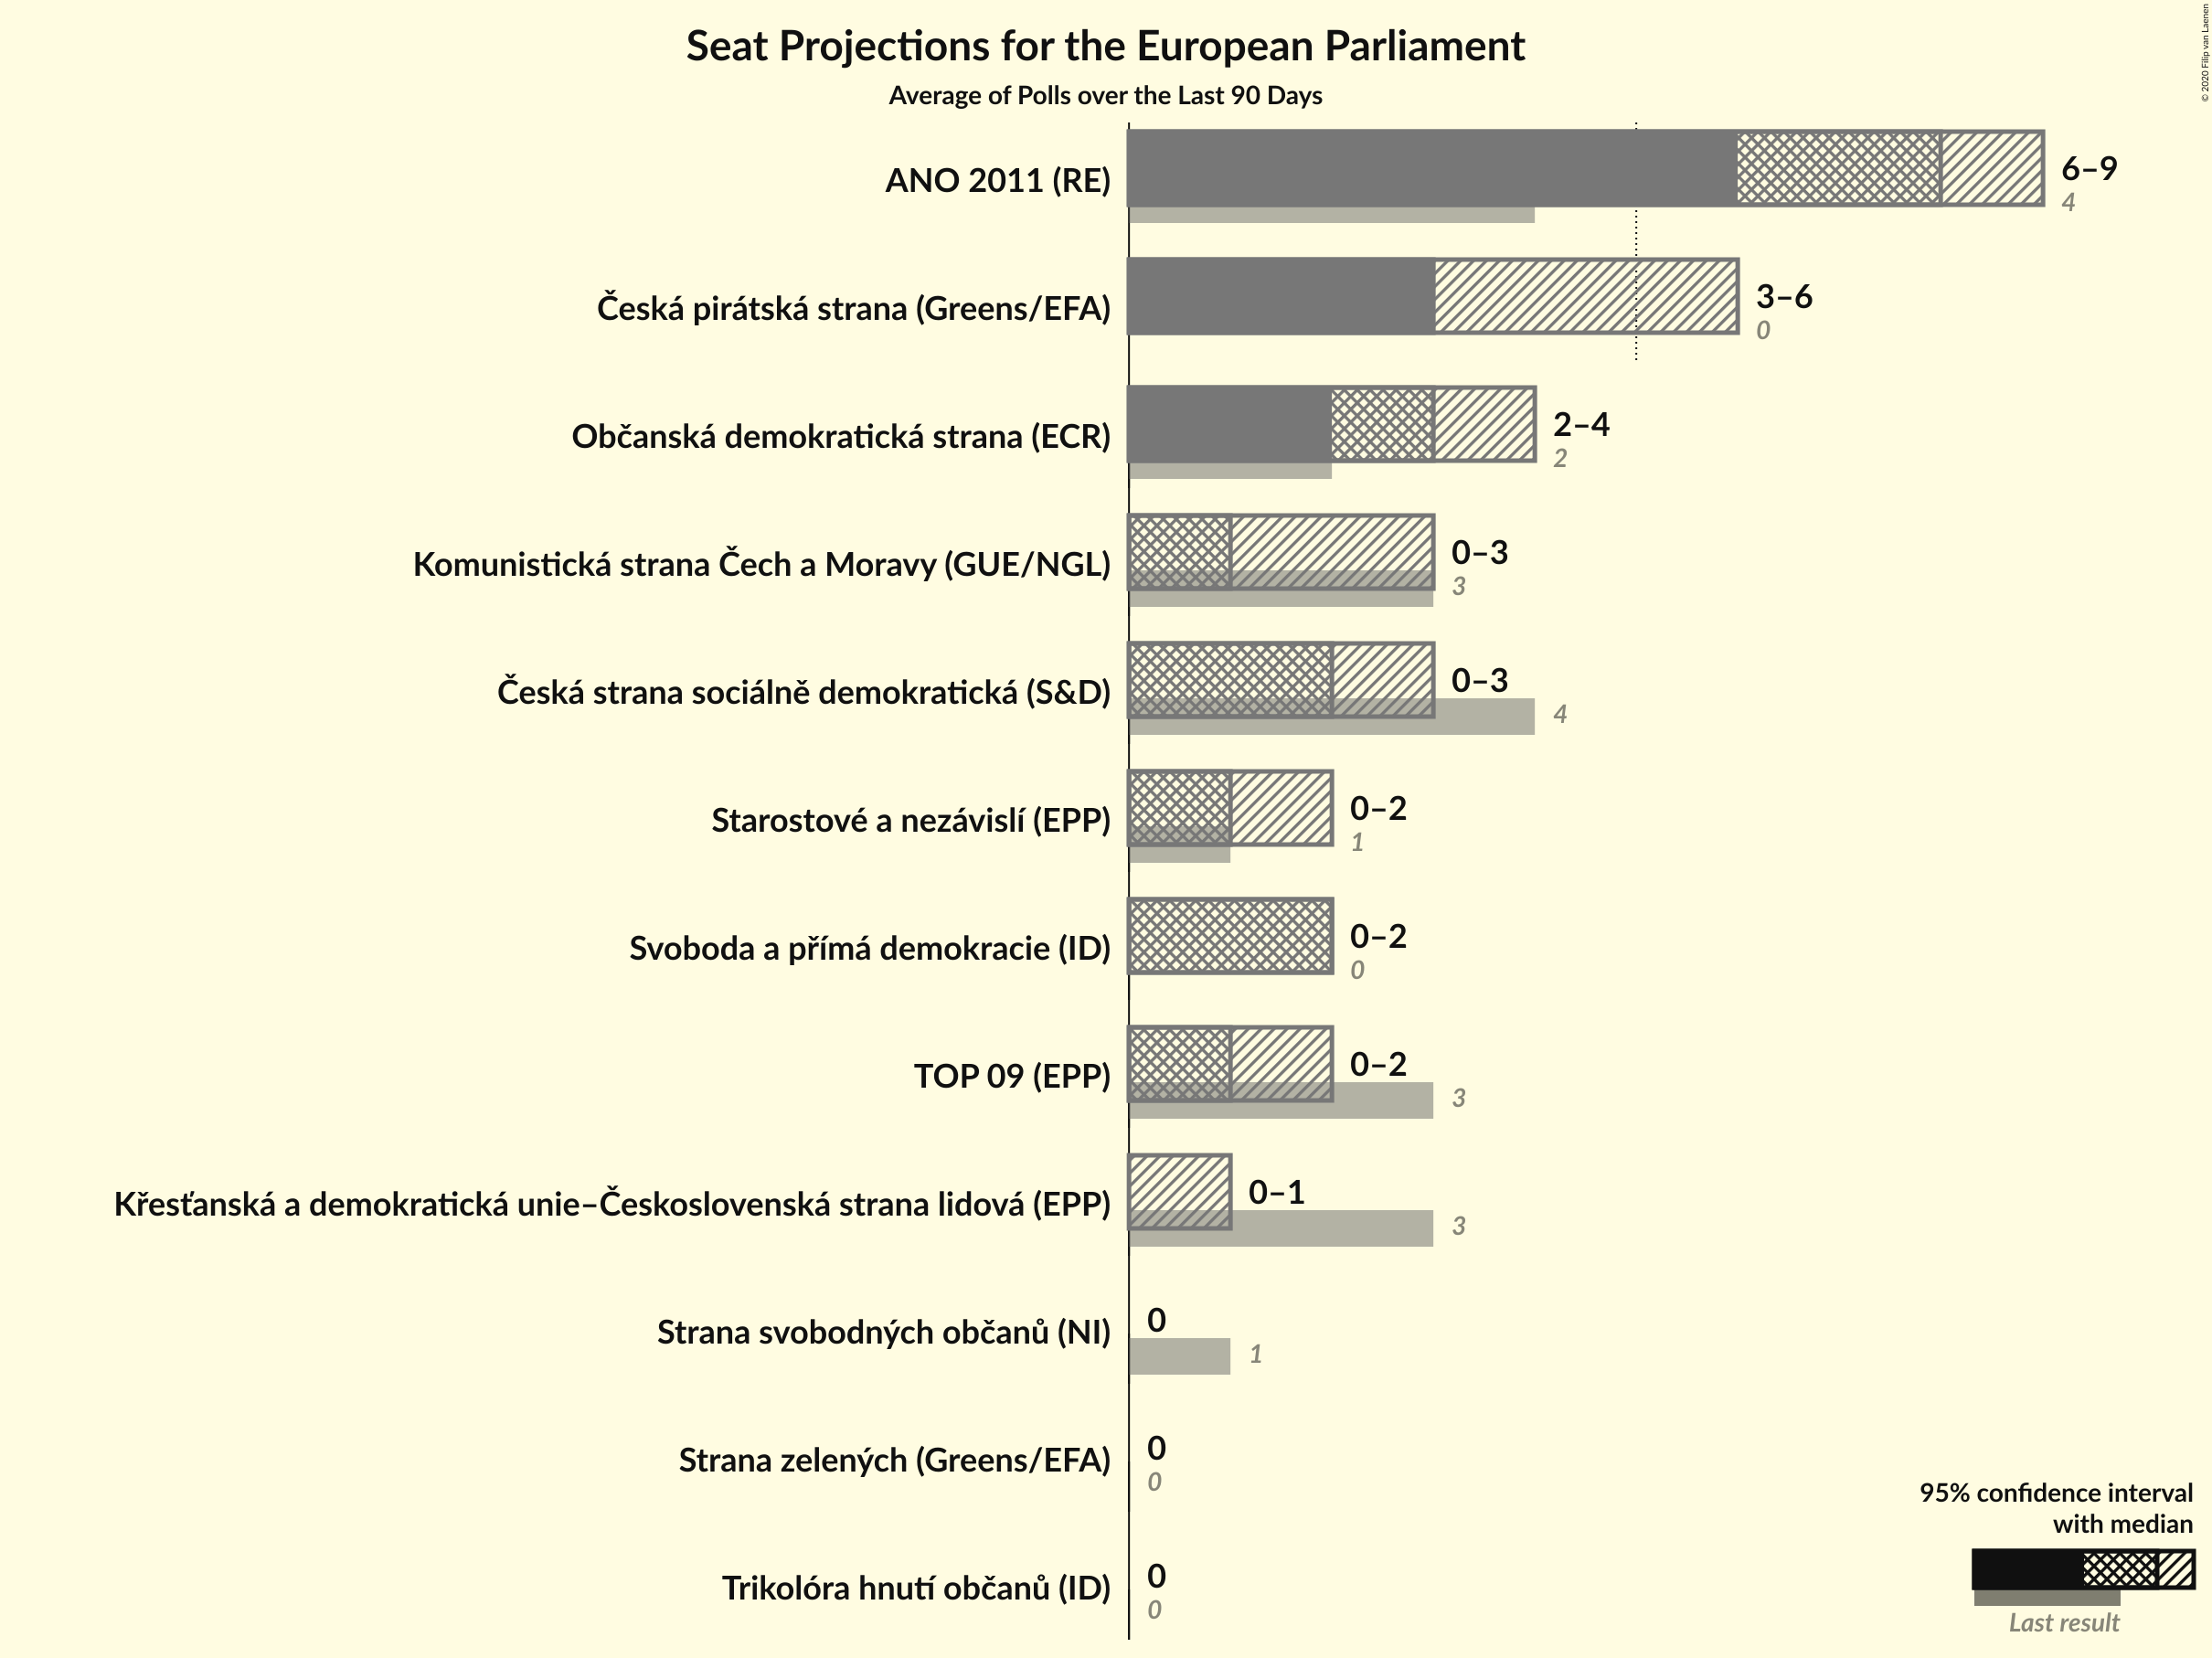 Seat Projections for the European Parliament
Average of Polls over the Last 90 Days
© 2020 Filip van Laenen
ANO 2011 (RE)
6–9
4
Česká pirátská strana (Greens/EFA)
3–6
0
Občanská demokratická strana (ECR)
2–4
2
Komunistická strana Čech a Moravy (GUE/NGL)
0–3
3
Česká strana sociálně demokratická (S&D)
0–3
4
Starostové a nezávislí (EPP)
0–2
1
Svoboda a přímá demokracie (ID)
0–2
0
TOP 09 (EPP)
0–2
3
Křesťanská a demokratická unie–Československá strana lidová (EPP)
0–1
3
Strana svobodných občanů (NI)
0
1
Strana zelených (Greens/EFA)
0
0
Trikolóra hnutí občanů (ID)
0
0
95% confidence interval
with median
Last result